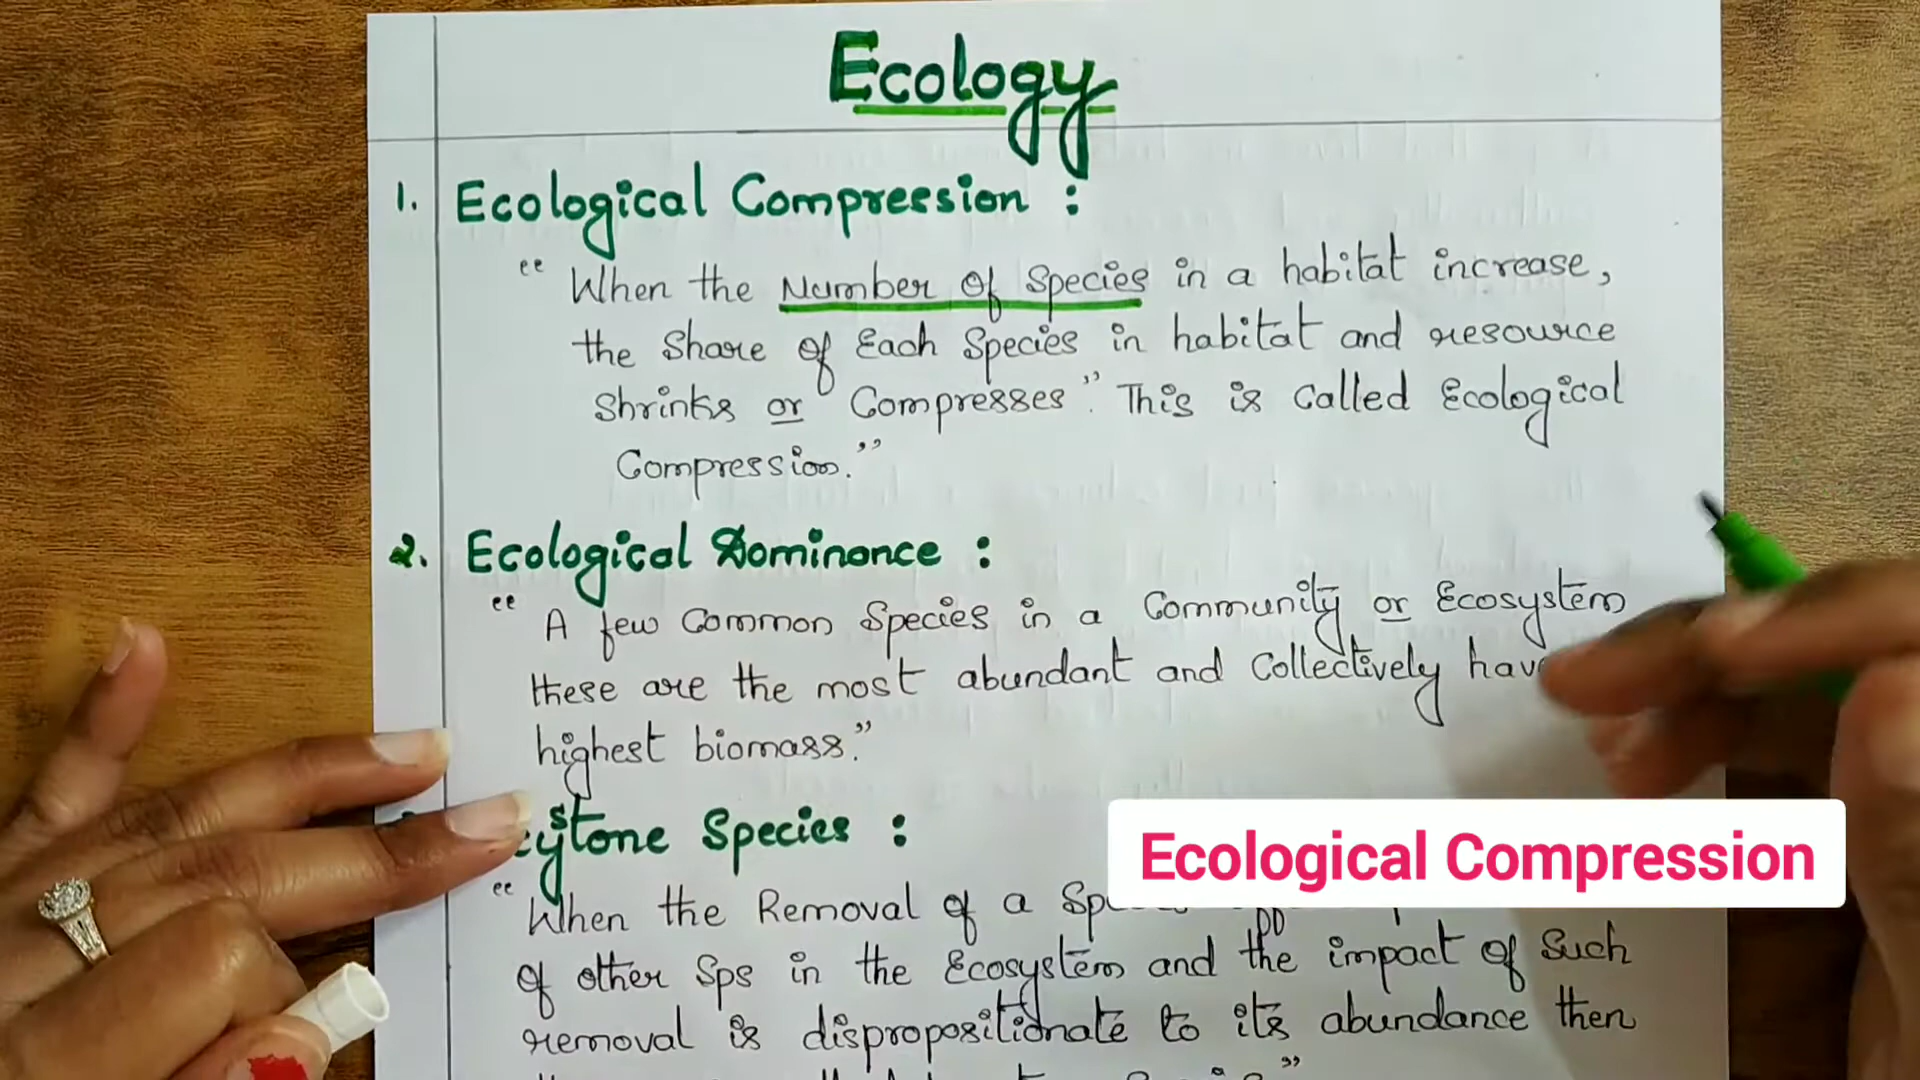 Ecology
1. Ecological Compression :
" When the Number of Species in a habitat increase,
the Share of Each Species in habitat and resource
Shrinks or Compresses". This is Called Ecological
Compression."
2. Ecological Dominance :
" A few Common Species in a Community or Ecosystem
these are the most abundant and Collectively have
highest biomass."
eystone Species :
" When the Removal of a
of other Sps in the Ecosystem and the impact of Such
removal is dispropositionate to its abundance then
Ecological Compression